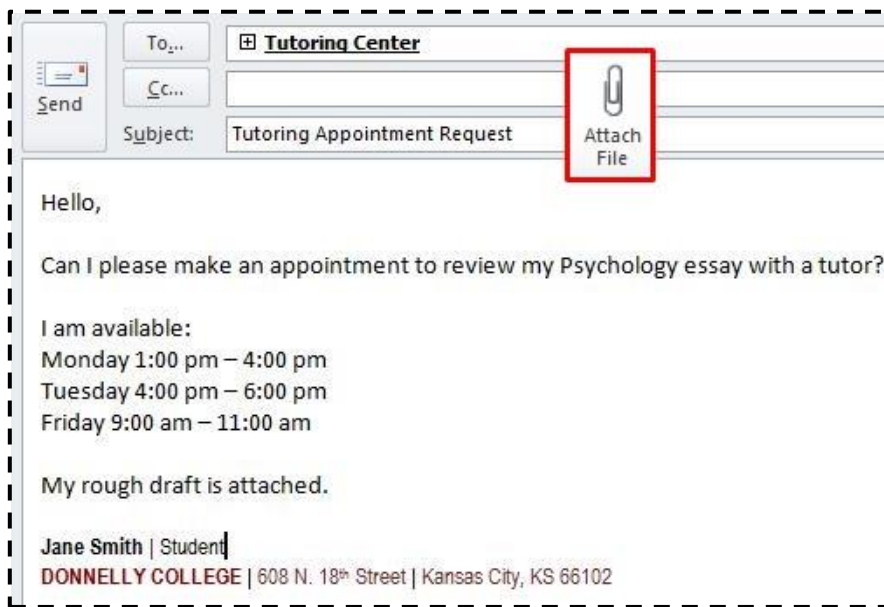 Send
To...
Tutoring Center
Cc...
Subject:
Tutoring Appointment Request
Attach
File
Hello,
Can I please make an appointment to review my Psychology essay with a tutor?
I am available:
Monday 1:00 pm – 4:00 pm
Tuesday 4:00 pm – 6:00 pm
Friday 9:00 am – 11:00 am
My rough draft is attached.
Jane Smith | Student
DONNELLY COLLEGE | 608 N. 18th Street | Kansas City, KS 66102